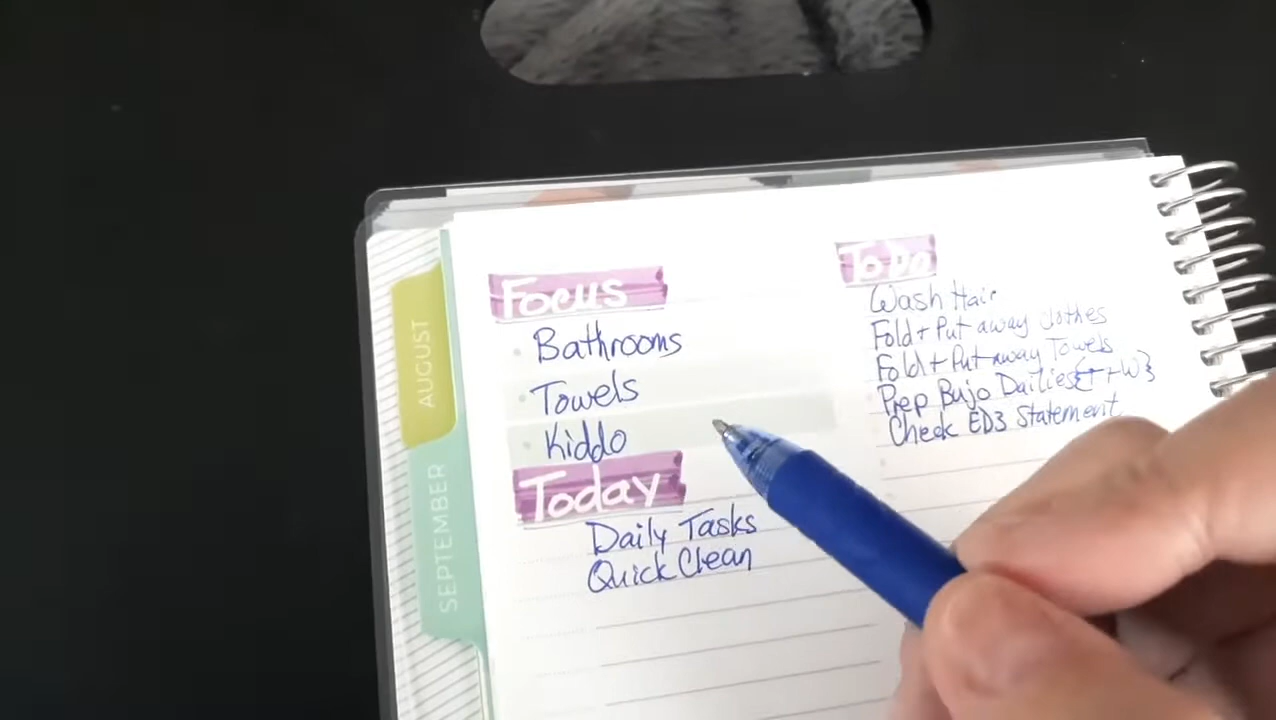 AUGUST
SEPTEMBER
Focus
Bathrooms
Towels
Kiddo
Today
Daily Tasks
Quick Clean
To Do
Wash Hair
Fold + Put away clothes
Fold + Put away Towels
Prep Bujo Dailies {T+W}
Check ED3 Statement